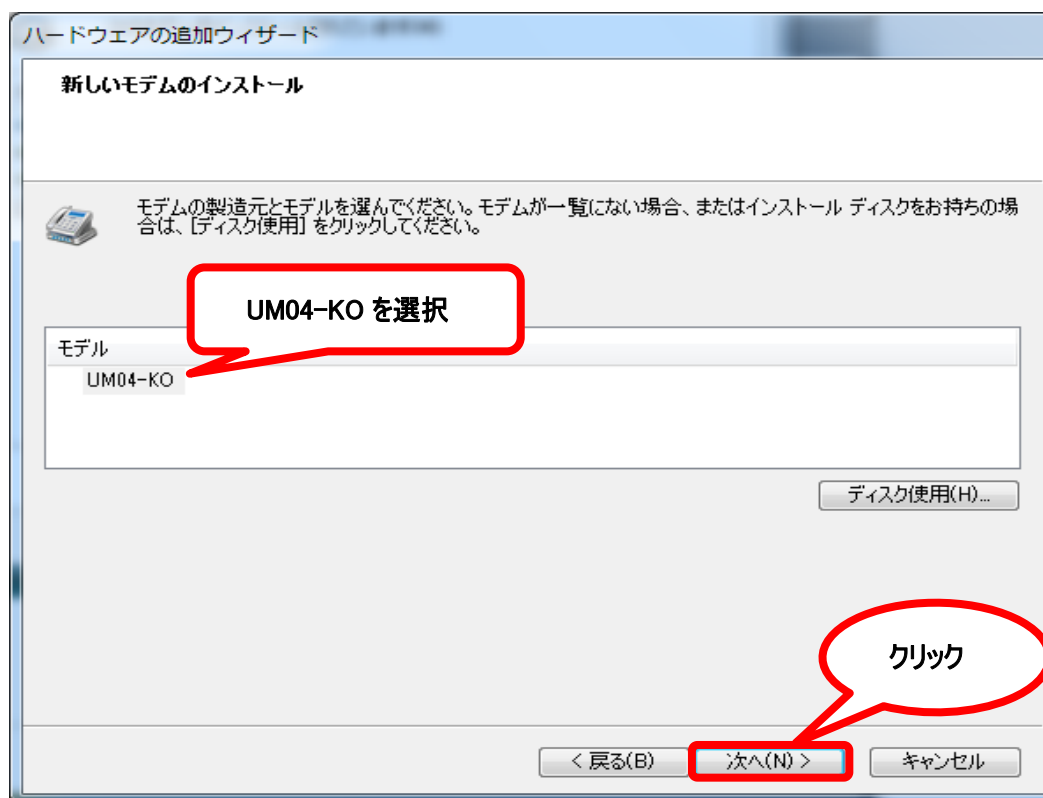 ハードウェアの追加ウィザード
新しいモデムのインストール
モデムの製造元とモデルを選んでください。モデムが一覧にない場合、またはインストール ディスクをお持ちの場
合は、[ディスク使用] をクリックしてください。
UM04-KO を選択
モデル
UM04-KO
ディスク使用(H)...
クリック
< 戻る(B)
次へ(N) >
キャンセル